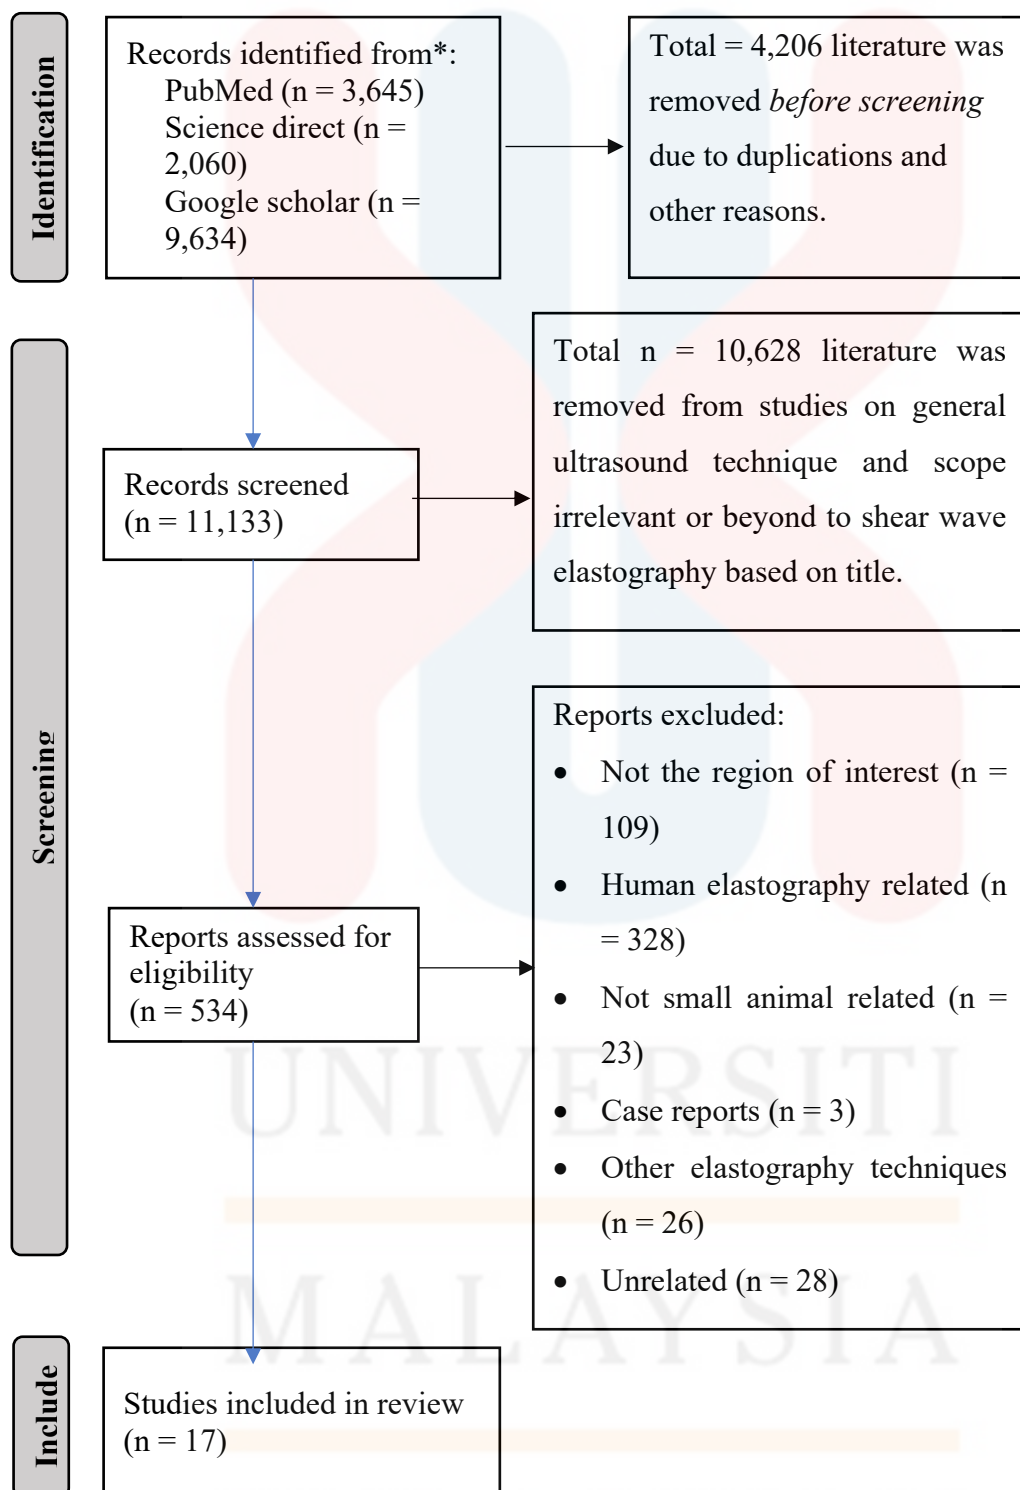 Identification
Records identified from*:
PubMed (n = 3,645)
Science direct (n =
2,060)
Google scholar (n =
9,634)
Total = 4,206 literature was
removed before screening
due to duplications and
other reasons.
Screening
Records screened
(n = 11,133)
Total n = 10,628 literature was
removed from studies on general
ultrasound technique and scope
irrelevant or beyond to shear wave
elastography based on title.
Reports assessed for
eligibility
(n = 534)
Reports excluded:
• Not the region of interest (n =
109)
• Human elastography related (n
= 328)
• Not small animal related (n =
23)
• Case reports (n = 3)
• Other elastography techniques
(n = 26)
• Unrelated (n = 28)
Include
Studies included in review
(n = 17)
UNIVERSITI
MALAYSIA